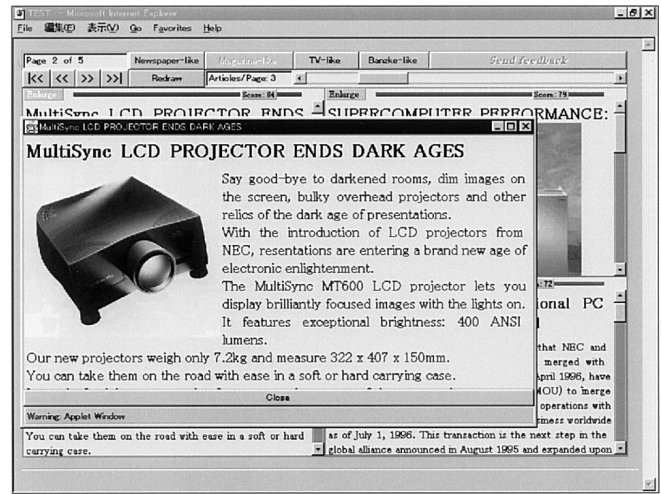 TEST - Microsoft Internet Explorer
File 編集(E) 表示(V) Go Favorites Help
Page 2 of 5 Newspaper-like Magazine-like TV-like Banzke-like Send feedback
|<< << >> >>| Redraw Articles/Page: 3
Enlarge Score: 84 Enlarge Score: 79
MultiSync LCD PROJECTOR ENDS SUPERCOMPUTER PERFORMANCE:
MultiSync LCD PROJECTOR ENDS DARK AGES
MultiSync LCD PROJECTOR ENDS DARK AGES
Say good-bye to darkened rooms, dim images on
the screen, bulky overhead projectors and other
relics of the dark age of presentations.
With the introduction of LCD projectors from
NEC, resentations are entering a brand new age of
electronic enlightenment.
The MultiSync MT600 LCD projector lets you
display brilliantly focused images with the lights on.
It features exceptional brightness: 400 ANSI
lumens.
Our new projectors weigh only 7.2kg and measure 322 x 407 x 150mm.
You can take them on the road with ease in a soft or hard carrying case.
Close
Warning: Applet Window
: 72
onal PC
that NEC and
merged with
April 1996, have
MOU) to merge
operations with
siness worldwide
You can take them on the road with ease in a soft or hard
carrying case.
as of July 1, 1996. This transaction is the next step in the
global alliance announced in August 1995 and expanded upon